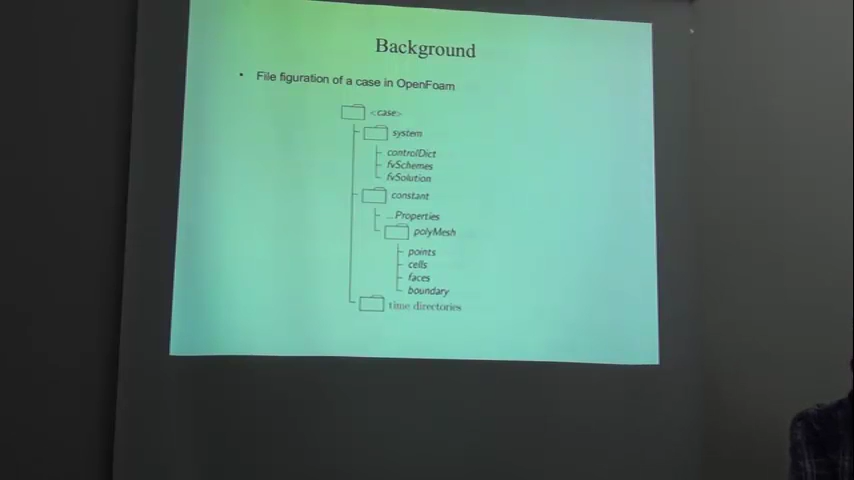 Background
• File figuration of a case in OpenFoam
<case>
system
controlDict
fvSchemes
fvSolution
constant
...Properties
polyMesh
points
cells
faces
boundary
time directories